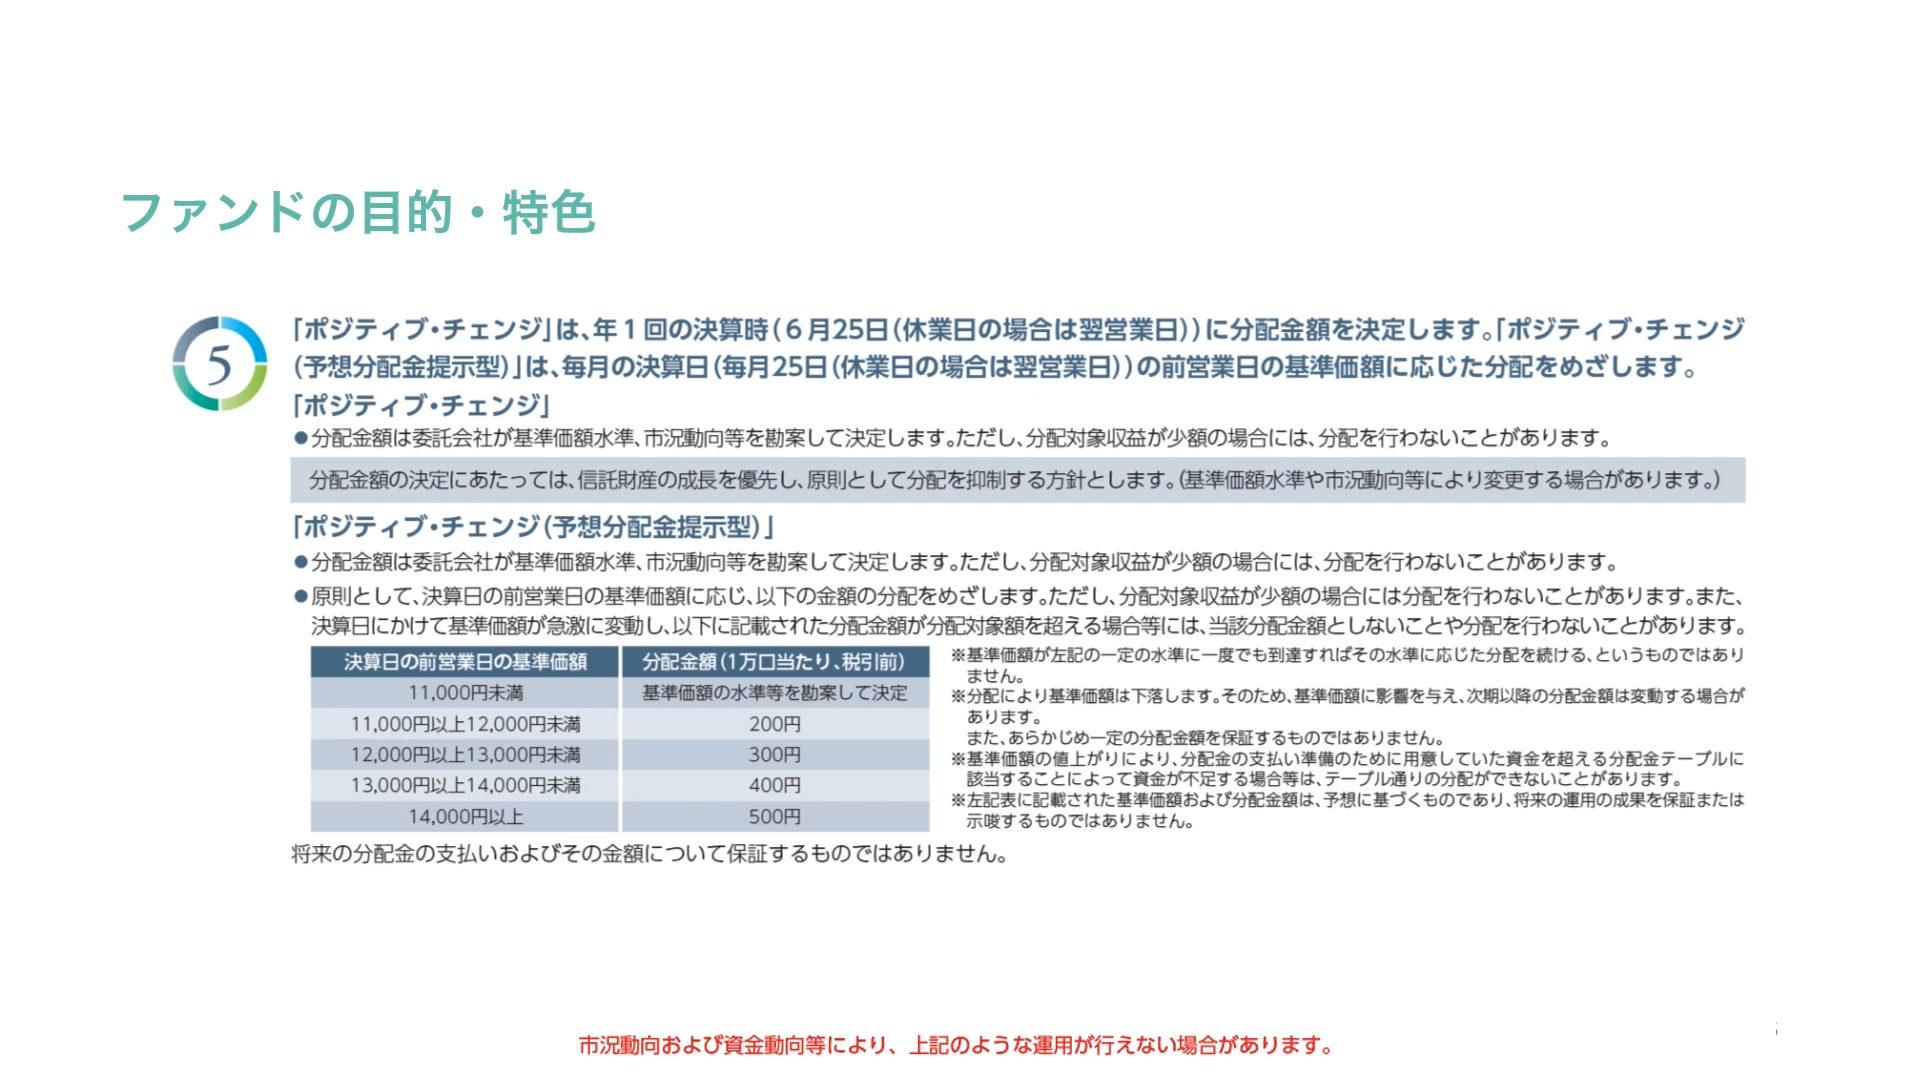 ファンドの目的・特色
5
「ポジティブ・チェンジ」は、年1回の決算時(6月25日(休業日の場合は翌営業日))に分配金額を決定します。「ポジティブ・チェンジ
(予想分配金提示型)」は、毎月の決算日(毎月25日(休業日の場合は翌営業日))の前営業日の基準価額に応じた分配をめざします。
「ポジティブ・チェンジ」
●分配金額は委託会社が基準価額水準、市況動向等を勘案して決定します。ただし、分配対象収益が少額の場合には、分配を行わないことがあります。
分配金額の決定にあたっては、信託財産の成長を優先し、原則として分配を抑制する方針とします。(基準価額水準や市況動向等により変更する場合があります。)
「ポジティブ・チェンジ(予想分配金提示型)」
●分配金額は委託会社が基準価額水準、市況動向等を勘案して決定します。ただし、分配対象収益が少額の場合には、分配を行わないことがあります。
●原則として、決算日の前営業日の基準価額に応じ、以下の金額の分配をめざします。ただし、分配対象収益が少額の場合には分配を行わないことがあります。また、
決算日にかけて基準価額が急激に変動し、以下に記載された分配金額が分配対象額を超える場合等には、当該分配金額としないことや分配を行わないことがあります。
決算日の前営業日の基準価額 分配金額(1万口当たり、税引前)
11,000円未満 基準価額の水準等を勘案して決定
11,000円以上12,000円未満 200円
12,000円以上13,000円未満 300円
13,000円以上14,000円未満 400円
14,000円以上 500円
※基準価額が左記の一定の水準に一度でも到達すればその水準に応じた分配を続ける、というものではあり
ません。
※分配により基準価額は下落します。そのため、基準価額に影響を与え、次期以降の分配金額は変動する場合が
あります。
また、あらかじめ一定の分配金額を保証するものではありません。
※基準価額の値上がりにより、分配金の支払い準備のために用意していた資金を超える分配金テーブルに
該当することによって資金が不足する場合等は、テーブル通りの分配ができないことがあります。
※左記表に記載された基準価額および分配金額は、予想に基づくものであり、将来の運用の成果を保証または
示唆するものではありません。
将来の分配金の支払いおよびその金額について保証するものではありません。
市況動向および資金動向等により、上記のような運用が行えない場合があります。